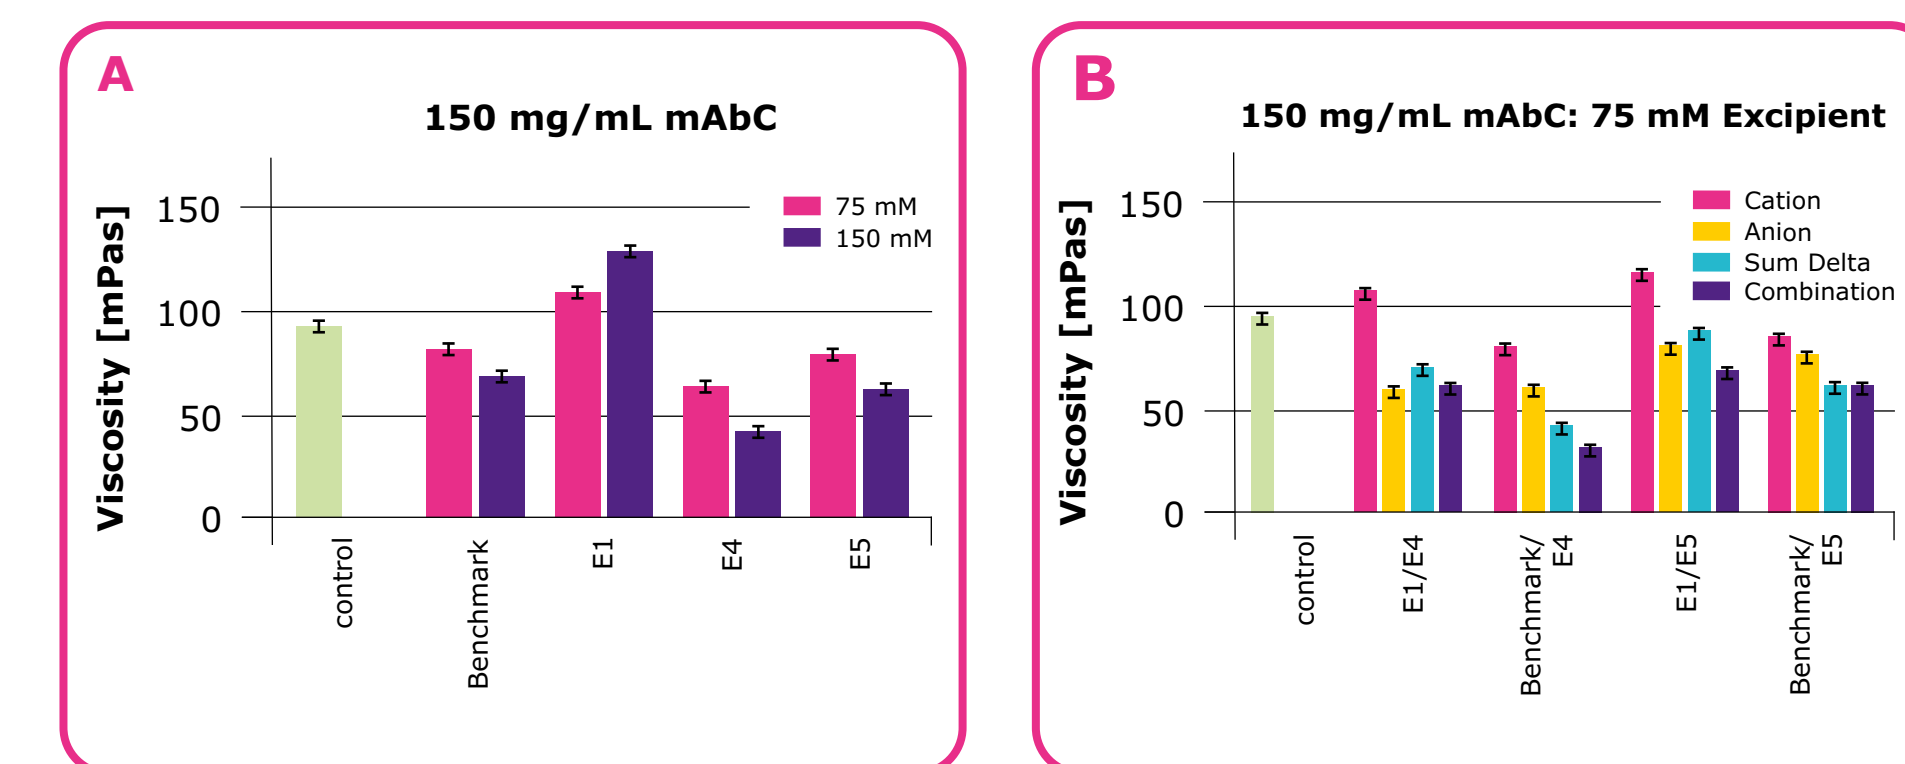 A
150 mg/mL mAbC
Viscosity [mPas]
150
100
50
0
75 mM
150 mM
control
Benchmark
E1
E4
E5
B
150 mg/mL mAbC: 75 mM Excipient
Viscosity [mPas]
150
100
50
0
Cation
Anion
Sum Delta
Combination
control
E1/E4
Benchmark/
E4
E1/E5
Benchmark/
E5